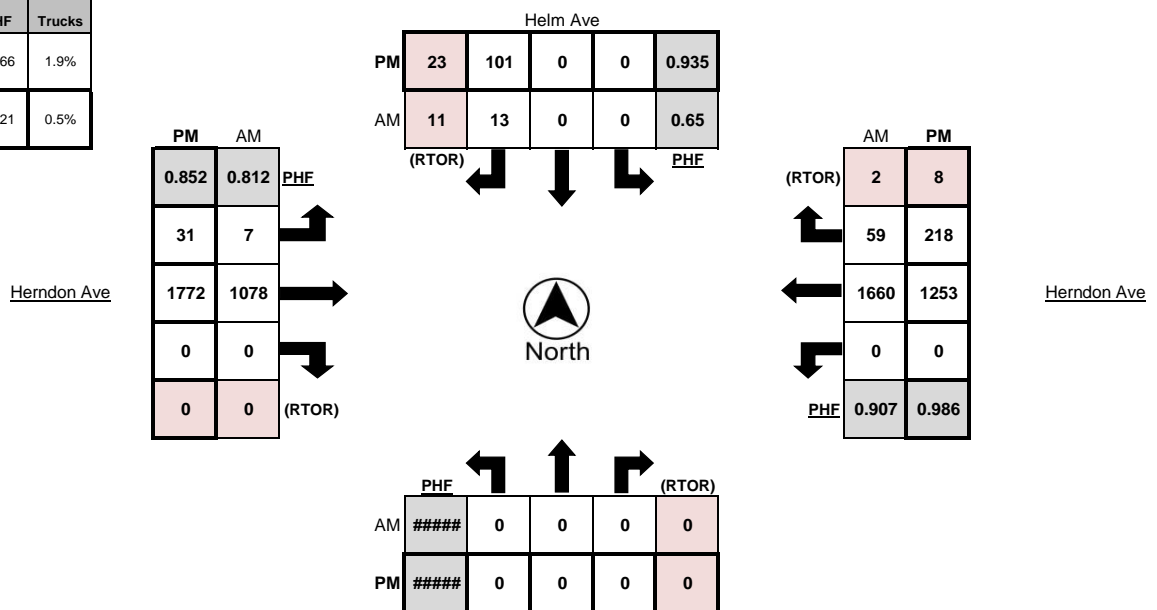 HF Trucks
66 1.9%
21 0.5%
Helm Ave
PM 23 101 0 0 0.935
AM 11 13 0 0 0.65
(RTOR) PHF
PM AM
0.852 0.812 PHF
31 7
1772 1078
0 0
0 0 (RTOR)
Herndon Ave
North
AM PM
(RTOR) 2 8
59 218
1660 1253
0 0
PHF 0.907 0.986
Herndon Ave
PHF (RTOR)
AM ##### 0 0 0 0
PM ##### 0 0 0 0